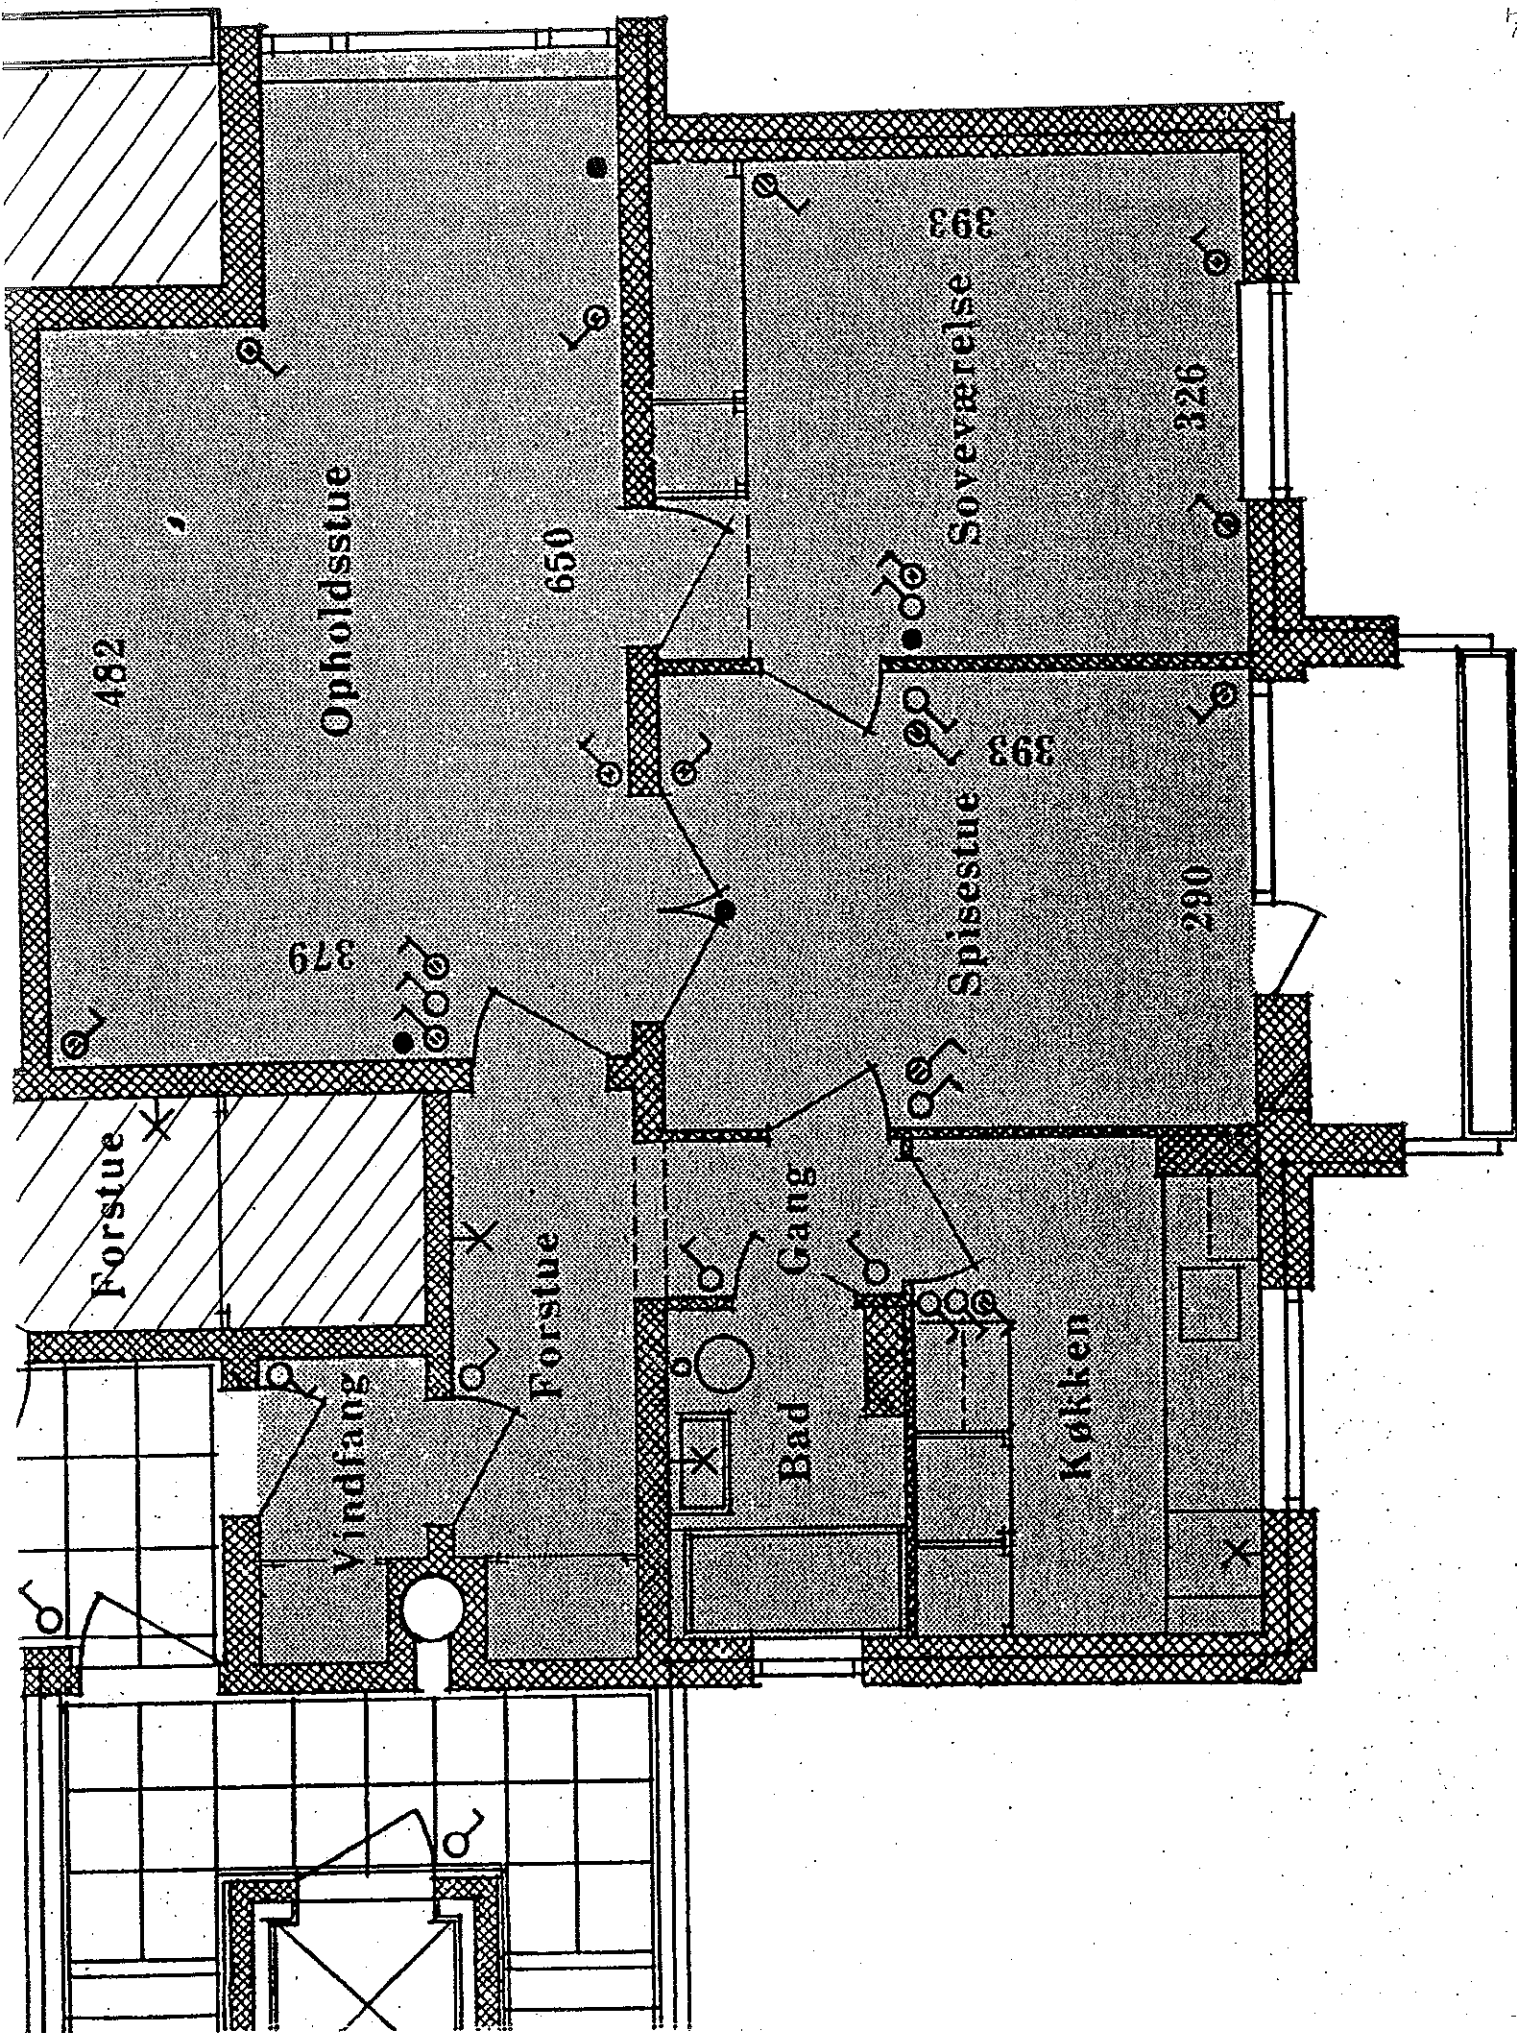 Opholdsstue
482
650
379
Soveværelse
393
326
Spisestue
393
290
Forstue
Forstue
Vindfang
Gang
Bad
Køkken